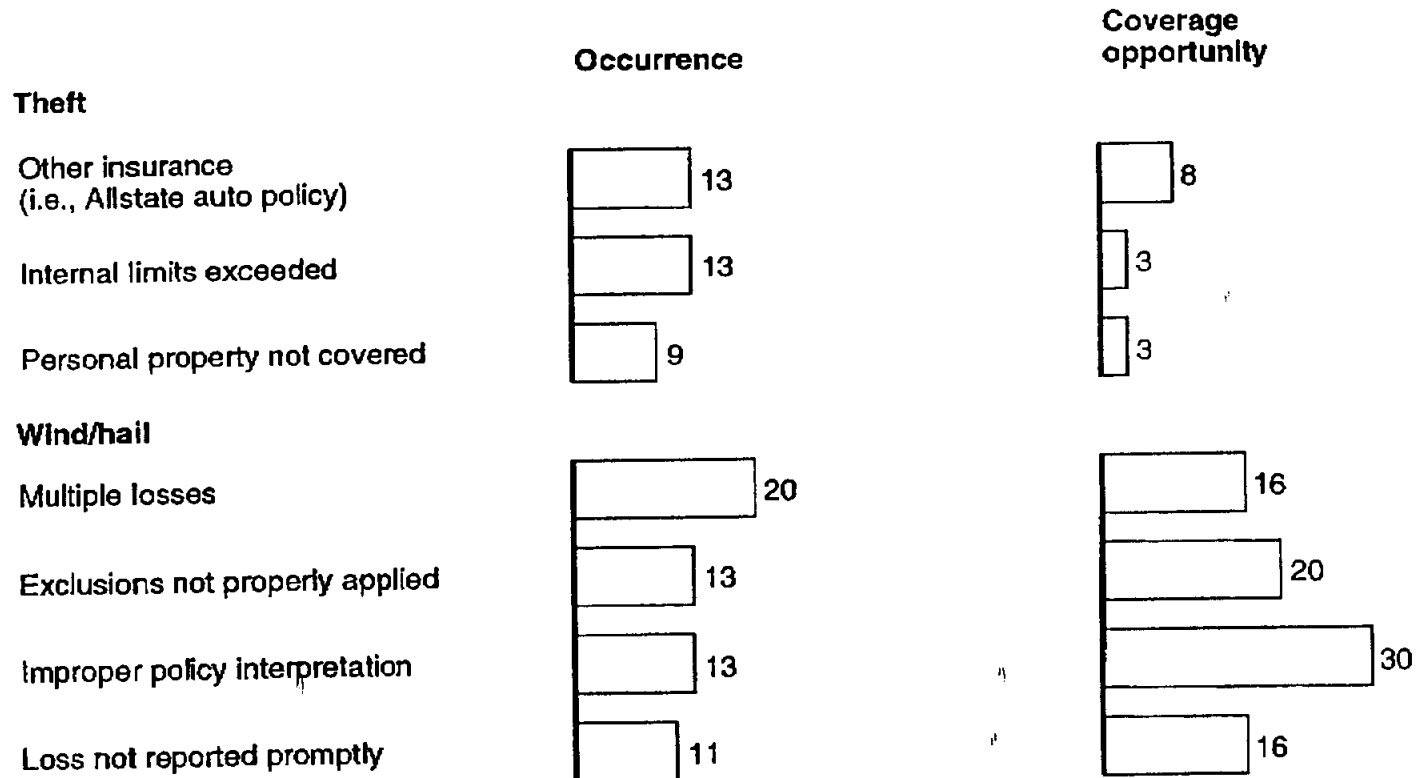 Coverage
opportunity
Occurrence
Theft
Other insurance
(i.e., Allstate auto policy)
13
8
Internal limits exceeded
13
3
Personal property not covered
9
3
Wind/hail
Multiple losses
20
16
Exclusions not properly applied
13
20
Improper policy interpretation
13
30
Loss not reported promptly
11
16